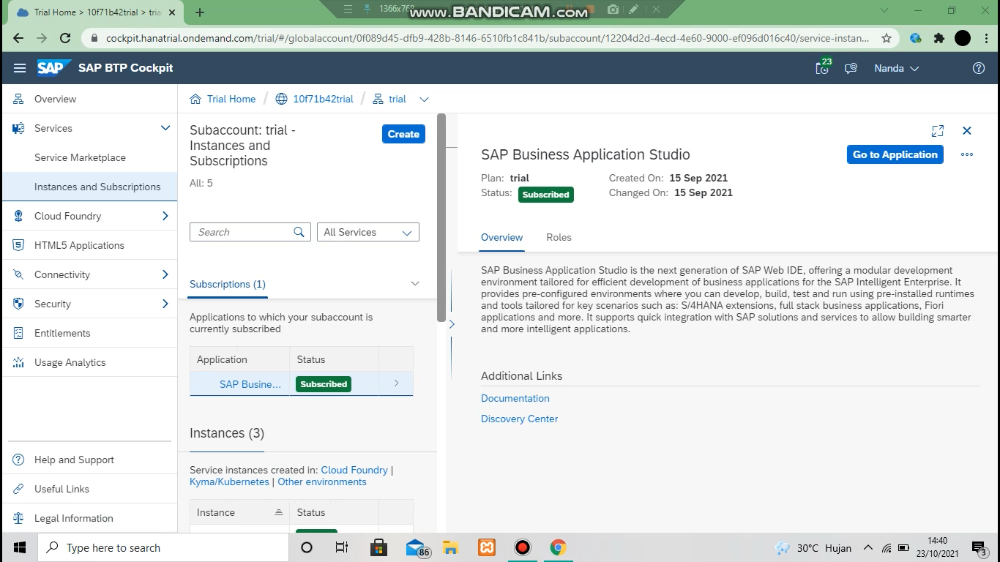 Trial Home > 10f71b42trial > tria
1366x768
www.BANDICAM.com
cockpit.hanatrial.ondemand.com/trial/#/globalaccount/0f089d45-dfb9-428b-8146-6510fb1c841b/subaccount/12204d2d-4ecd-4e60-9000-ef096d016c40/service-instan...
SAP
SAP BTP Cockpit
23
Nanda
Overview
Services
Service Marketplace
Instances and Subscriptions
Cloud Foundry
HTML5 Applications
Connectivity
Security
Entitlements
Usage Analytics
Help and Support
Useful Links
Legal Information
Trial Home / 10f71b42trial / trial
Subaccount: trial -
Instances and
Subscriptions
Create
All: 5
Search
All Services
Subscriptions (1)
Applications to which your subaccount is
currently subscribed
Application Status
SAP Busine... Subscribed
Instances (3)
Service instances created in: Cloud Foundry |
Kyma/Kubernetes | Other environments
Instance Status
SAP Business Application Studio
Go to Application
Plan: trial
Status: Subscribed
Created On: 15 Sep 2021
Changed On: 15 Sep 2021
Overview Roles
SAP Business Application Studio is the next generation of SAP Web IDE, offering a modular development
environment tailored for efficient development of business applications for the SAP Intelligent Enterprise. It
provides pre-configured environments where you can develop, build, test and run using pre-installed runtimes
and tools tailored for key scenarios such as: S/4HANA extensions, full stack business applications, Fiori
applications and more. It supports quick integration with SAP solutions and services to allow building smarter
and more intelligent applications.
Additional Links
Documentation
Discovery Center
Type here to search
86
30°C Hujan
14:40
23/10/2021
3